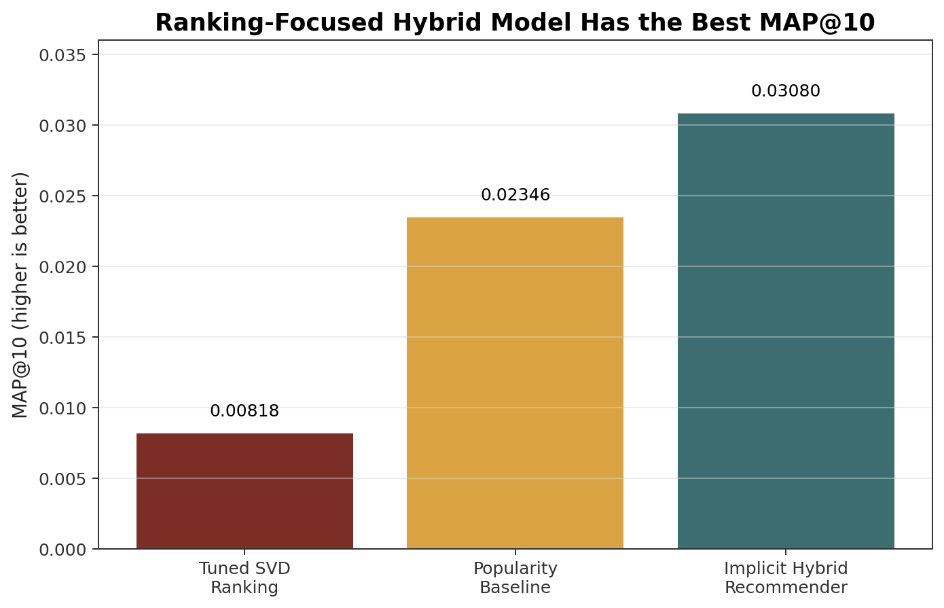 Ranking-Focused Hybrid Model Has the Best MAP@10
MAP@10 (higher is better)
0.035
0.030
0.025
0.020
0.015
0.010
0.005
0.000
0.00818
0.02346
0.03080
Tuned SVD
Ranking
Popularity
Baseline
Implicit Hybrid
Recommender